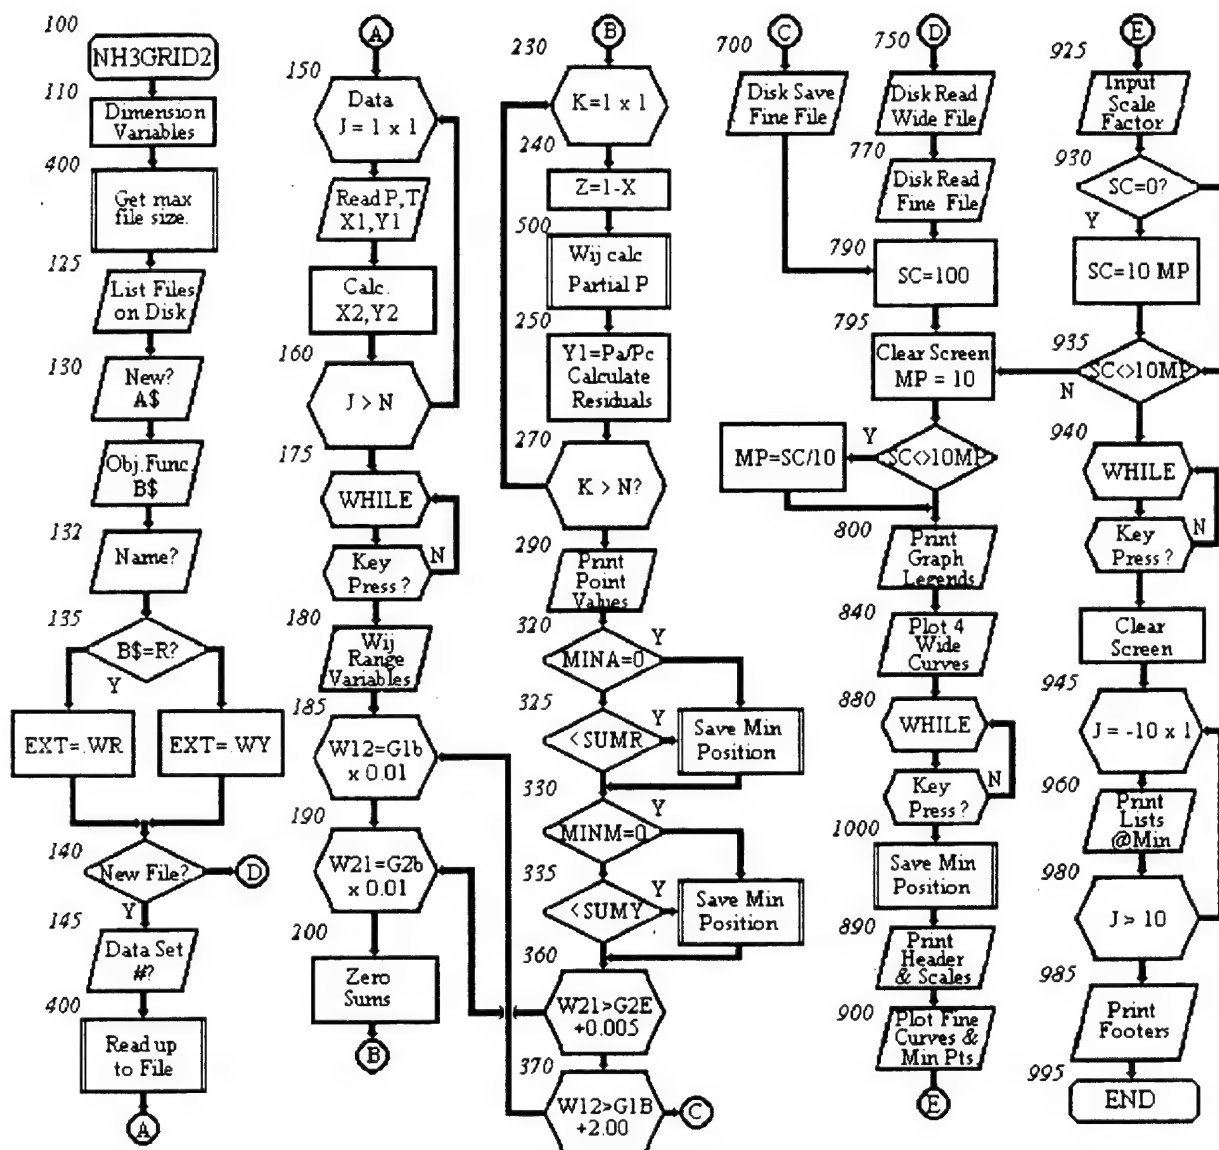 100
NH3GRID2
110
Dimension
Variables
400
Get max
file size.
125
List Files
on Disk
130
New?
A$
Obj.Func.
B$
132
Name?
135
B$=R?
Y
EXT=.WR
EXT=.WY
140
New File?
D
Y
145
Data Set
#?
400
Read up
to File
A
A
150
Data
J = 1 x 1
Read P,T
X1,Y1
Calc.
X2,Y2
160
J > N
175
WHILE
Key
Press?
N
180
Wij
Range
Variables
185
W12=G1b
x 0.01
190
W21=G2b
x 0.01
200
Zero
Sums
B
B
230
K=1 x 1
240
Z=1-X
500
Wij calc
Partial P
250
Y1=Pa/Pc
Calculate
Residuals
270
K > N?
290
Print
Point
Values
320
MINA=0
Y
325
<SUMR
Y
Save Min
Position
330
MINM=0
Y
335
<SUMY
Y
Save Min
Position
360
W21>G2E
+0.005
370
W12>G1B
+2.00
C
C
700
Disk Save
Fine File
D
750
Disk Read
Wide File
770
Disk Read
Fine File
790
SC=100
795
Clear Screen
MP = 10
SC<>10MP
Y
MP=SC/10
800
Print
Graph
Legends
840
Plot 4
Wide
Curves
880
WHILE
Key
Press?
N
1000
Save Min
Position
890
Print
Header
& Scales
900
Plot Fine
Curves &
Min Pts
E
E
925
Input
Scale
Factor
930
SC=0?
Y
SC=10 MP
935
SC<>10MP
N
940
WHILE
Key
Press?
N
Clear
Screen
945
J = -10 x 1
960
Print
Lists
@Min
980
J > 10
985
Print
Footers
995
END